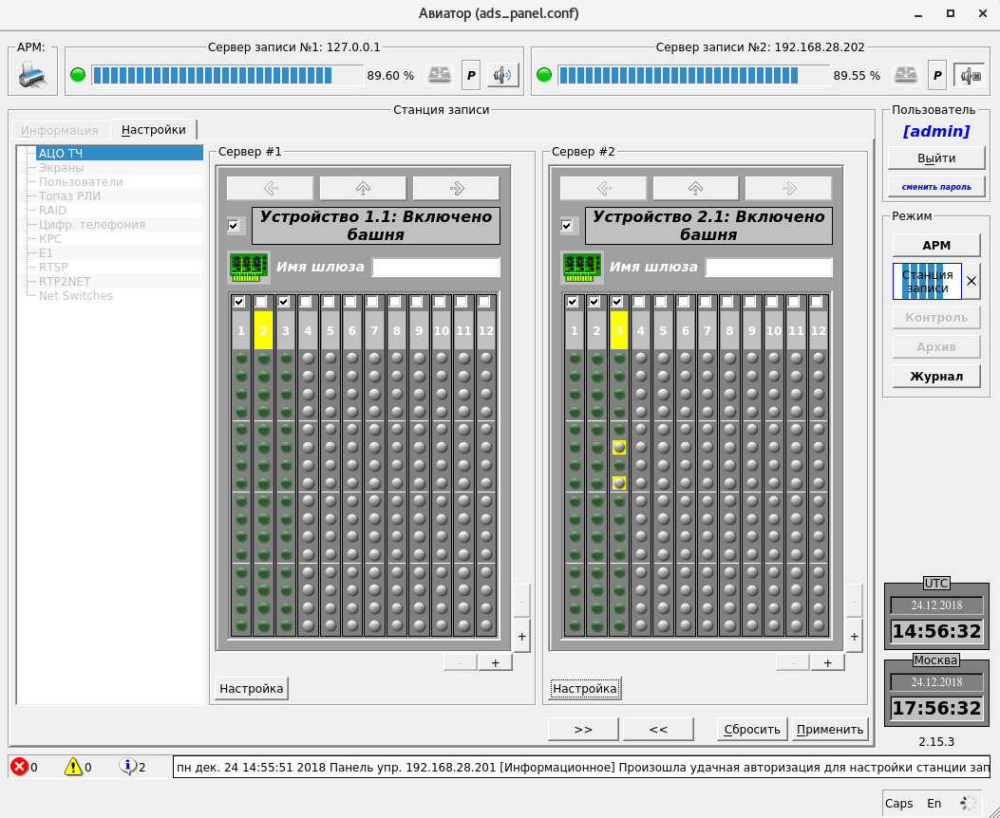 Авиатор (ads_panel.conf)
АРМ:
Сервер записи №1: 127.0.0.1
89.60 %
P
Сервер записи №2: 192.168.28.202
89.55 %
P
Станция записи
Информация
Настройки
АЦО ТЧ
Экраны
Пользователи
Топаз РЛИ
RAID
Цифр. телефония
КРС
E1
RTSP
RTP2NET
Net Switches
Сервер #1
Устройство 1.1: Включено
башня
Имя шлюза
1 2 3 4 5 6 7 8 9 10 11 12
-
+
- +
Настройка
Сервер #2
Устройство 2.1: Включено
башня
Имя шлюза
1 2 3 4 5 6 7 8 9 10 11 12
-
+
- +
Настройка
>> << Сбросить Применить
Пользователь
[admin]
Выйти
сменить пароль
Режим
АРМ
Станция
записи
Контроль
Архив
Журнал
UTC
24.12.2018
14:56:32
Москва
24.12.2018
17:56:32
2.15.3
0 0 2 пн дек. 24 14:55:51 2018 Панель упр. 192.168.28.201 [Информационное] Произошла удачная авторизация для настройки станции зап
Caps En